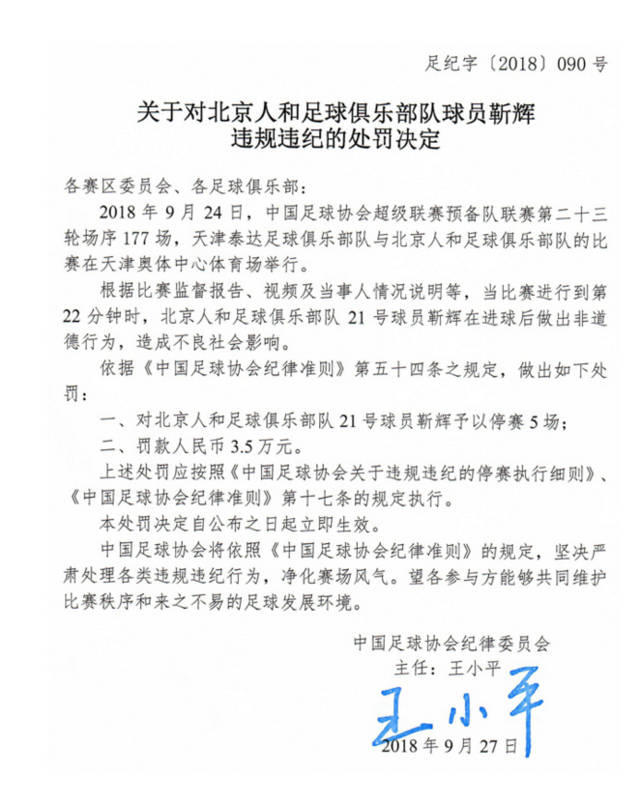 足纪字〔2018〕090 号
关于对北京人和足球俱乐部队球员靳辉
违规违纪的处罚决定
各赛区委员会、各足球俱乐部：
2018 年 9 月 24 日，中国足球协会超级联赛预备队联赛第二十三
轮场序 177 场，天津泰达足球俱乐部队与北京人和足球俱乐部队的比
赛在天津奥体中心体育场举行。
根据比赛监督报告、视频及当事人情况说明等，当比赛进行到第
22 分钟时，北京人和足球俱乐部队 21 号球员靳辉在进球后做出非道
德行为，造成不良社会影响。
依据《中国足球协会纪律准则》第五十四条之规定，做出如下处
罚：
一、对北京人和足球俱乐部队 21 号球员靳辉予以停赛 5 场；
二、罚款人民币 3.5 万元。
上述处罚应按照《中国足球协会关于违规违纪的停赛执行细则》、
《中国足球协会纪律准则》第十七条的规定执行。
本处罚决定自公布之日起立即生效。
中国足球协会将依照《中国足球协会纪律准则》的规定，坚决严
肃处理各类违规违纪行为，净化赛场风气。望各参与方能够共同维护
比赛秩序和来之不易的足球发展环境。
中国足球协会纪律委员会
主任：王小平
王小平
2018 年 9 月 27 日